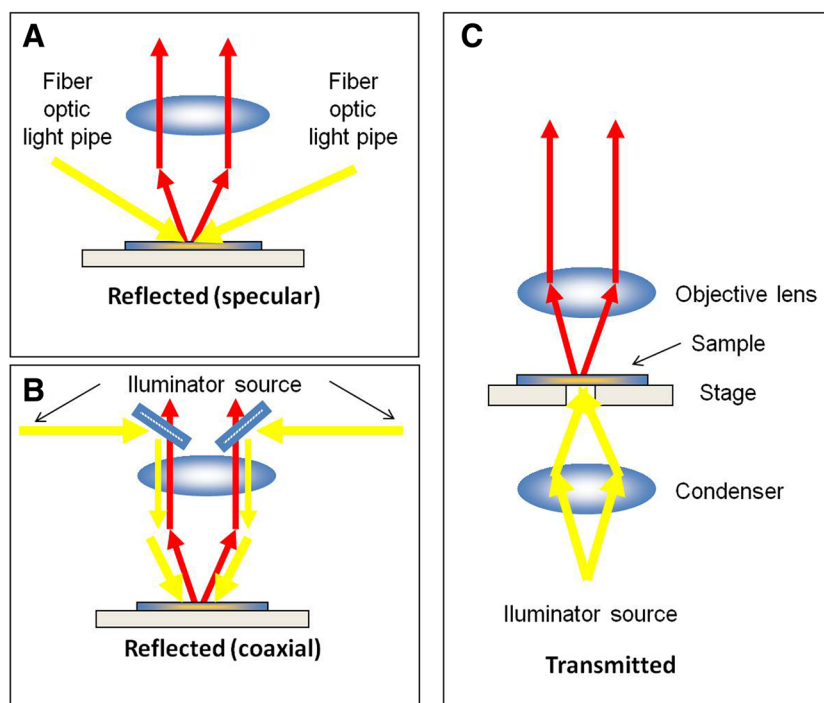 A
Fiber
optic
light pipe
Fiber
optic
light pipe
Reflected (specular)
B
Iluminator source
Reflected (coaxial)
C
Objective lens
Sample
Stage
Condenser
Iluminator source
Transmitted